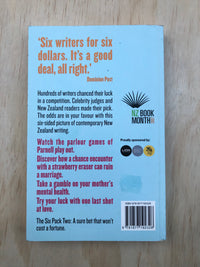 ‘Six writers for six
dollars. It’s a good
deal, all right.’
Dominion Post
Hundreds of writers chanced their luck
in a competition. Celebrity judges and
New Zealand readers made their pick.
The odds are in your favour with this
six-sided picture of contemporary New
Zealand writing.
NZ BOOK
MONTH
Watch the parlour games of
Parnell play out.
Discover how a chance encounter
with a strawberry eraser can ruin
a marriage.
Take a gamble on your mother’s
mental health.
Try your luck with one last shot
at love.
The Six Pack Two: A sure bet that won’t
cost a fortune.
Proudly sponsored by: